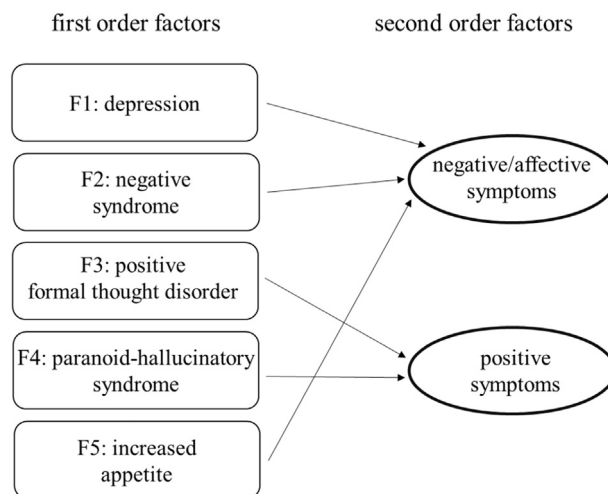 first order factors
second order factors
F1: depression
F2: negative
syndrome
F3: positive
formal thought disorder
F4: paranoid-hallucinatory
syndrome
F5: increased
appetite
negative/affective
symptoms
positive
symptoms